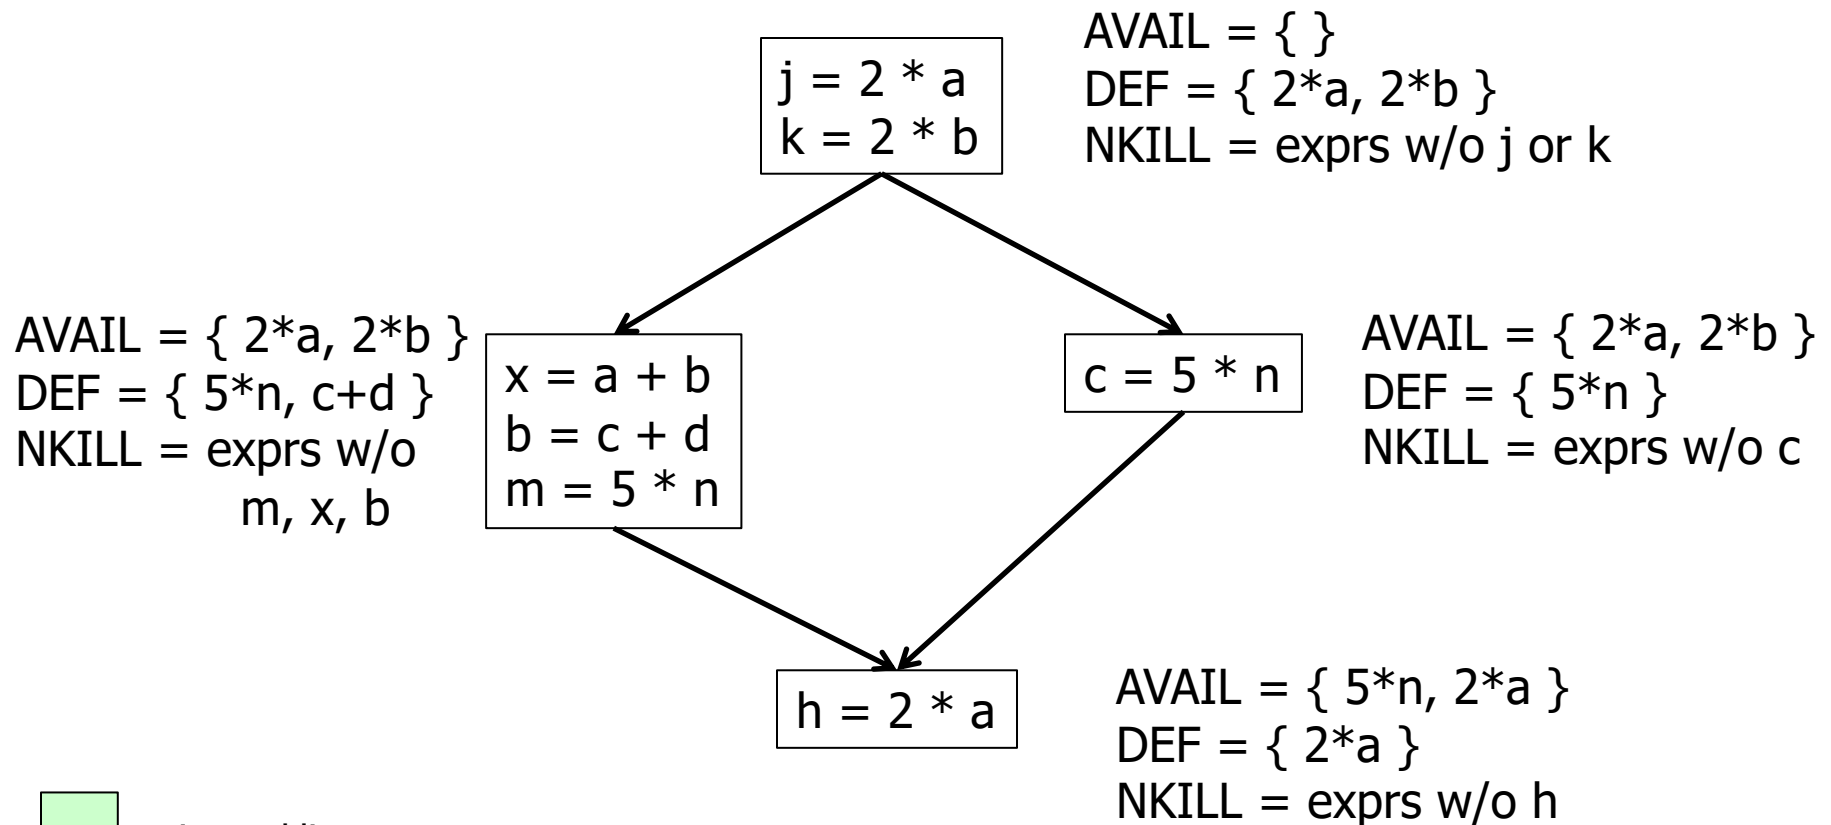 j = 2 * a
k = 2 * b
AVAIL = { }
DEF = { 2*a, 2*b }
NKILL = exprs w/o j or k
AVAIL = { 2*a, 2*b }
DEF = { 5*n, c+d }
NKILL = exprs w/o
m, x, b
x = a + b
b = c + d
m = 5 * n
c = 5 * n
AVAIL = { 2*a, 2*b }
DEF = { 5*n }
NKILL = exprs w/o c
h = 2 * a
AVAIL = { 5*n, 2*a }
DEF = { 2*a }
NKILL = exprs w/o h